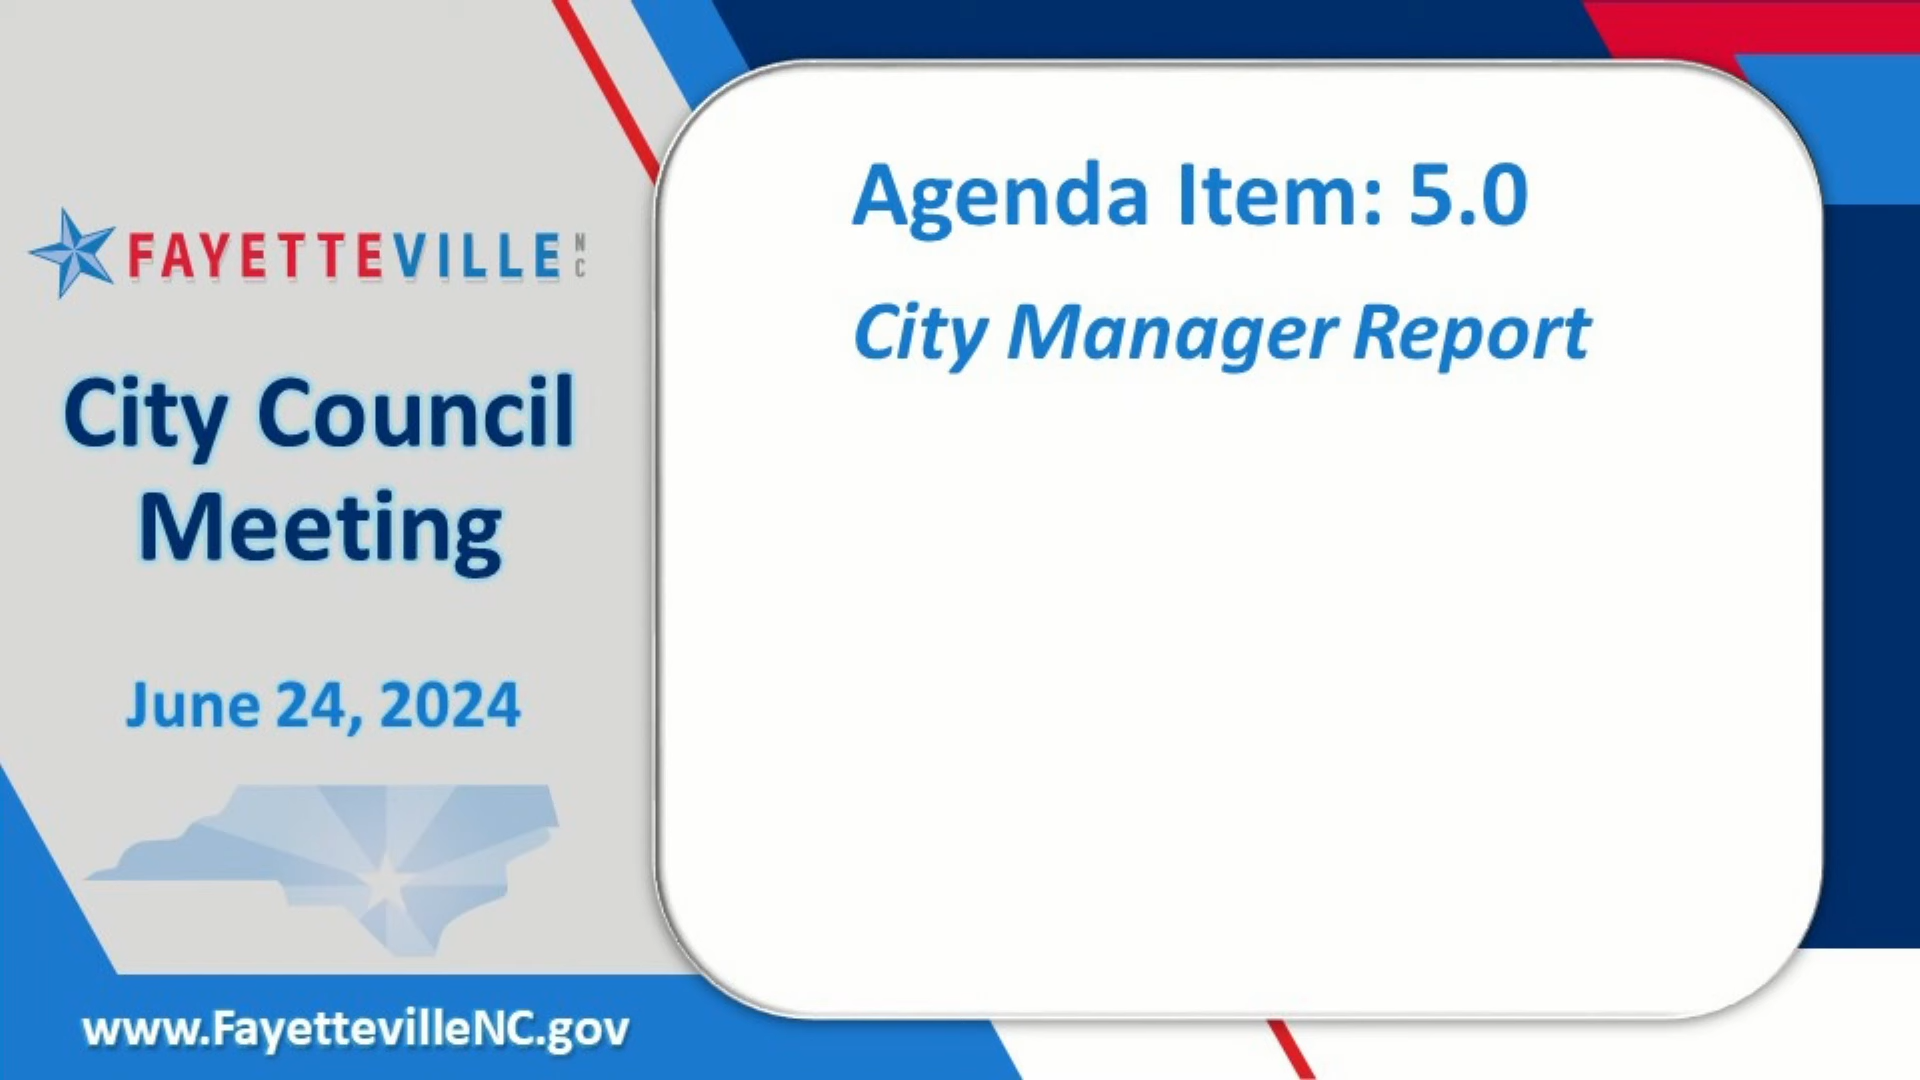 FAYETTEVILLE NC
City Council
Meeting
June 24, 2024
www.FayettevilleNC.gov
Agenda Item: 5.0
City Manager Report